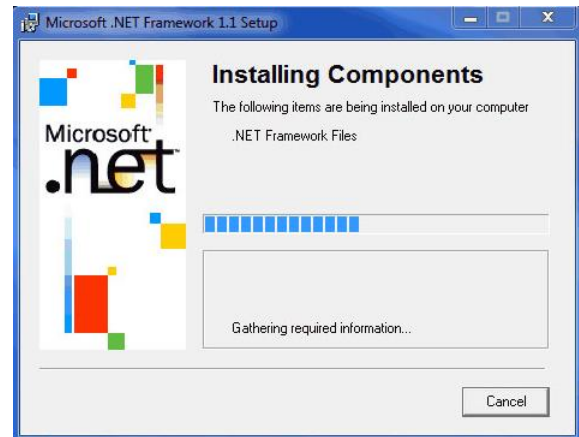 Microsoft .NET Framework 1.1 Setup
Installing Components
The following items are being installed on your computer
.NET Framework Files
Microsoft
.net
Gathering required information...
Cancel